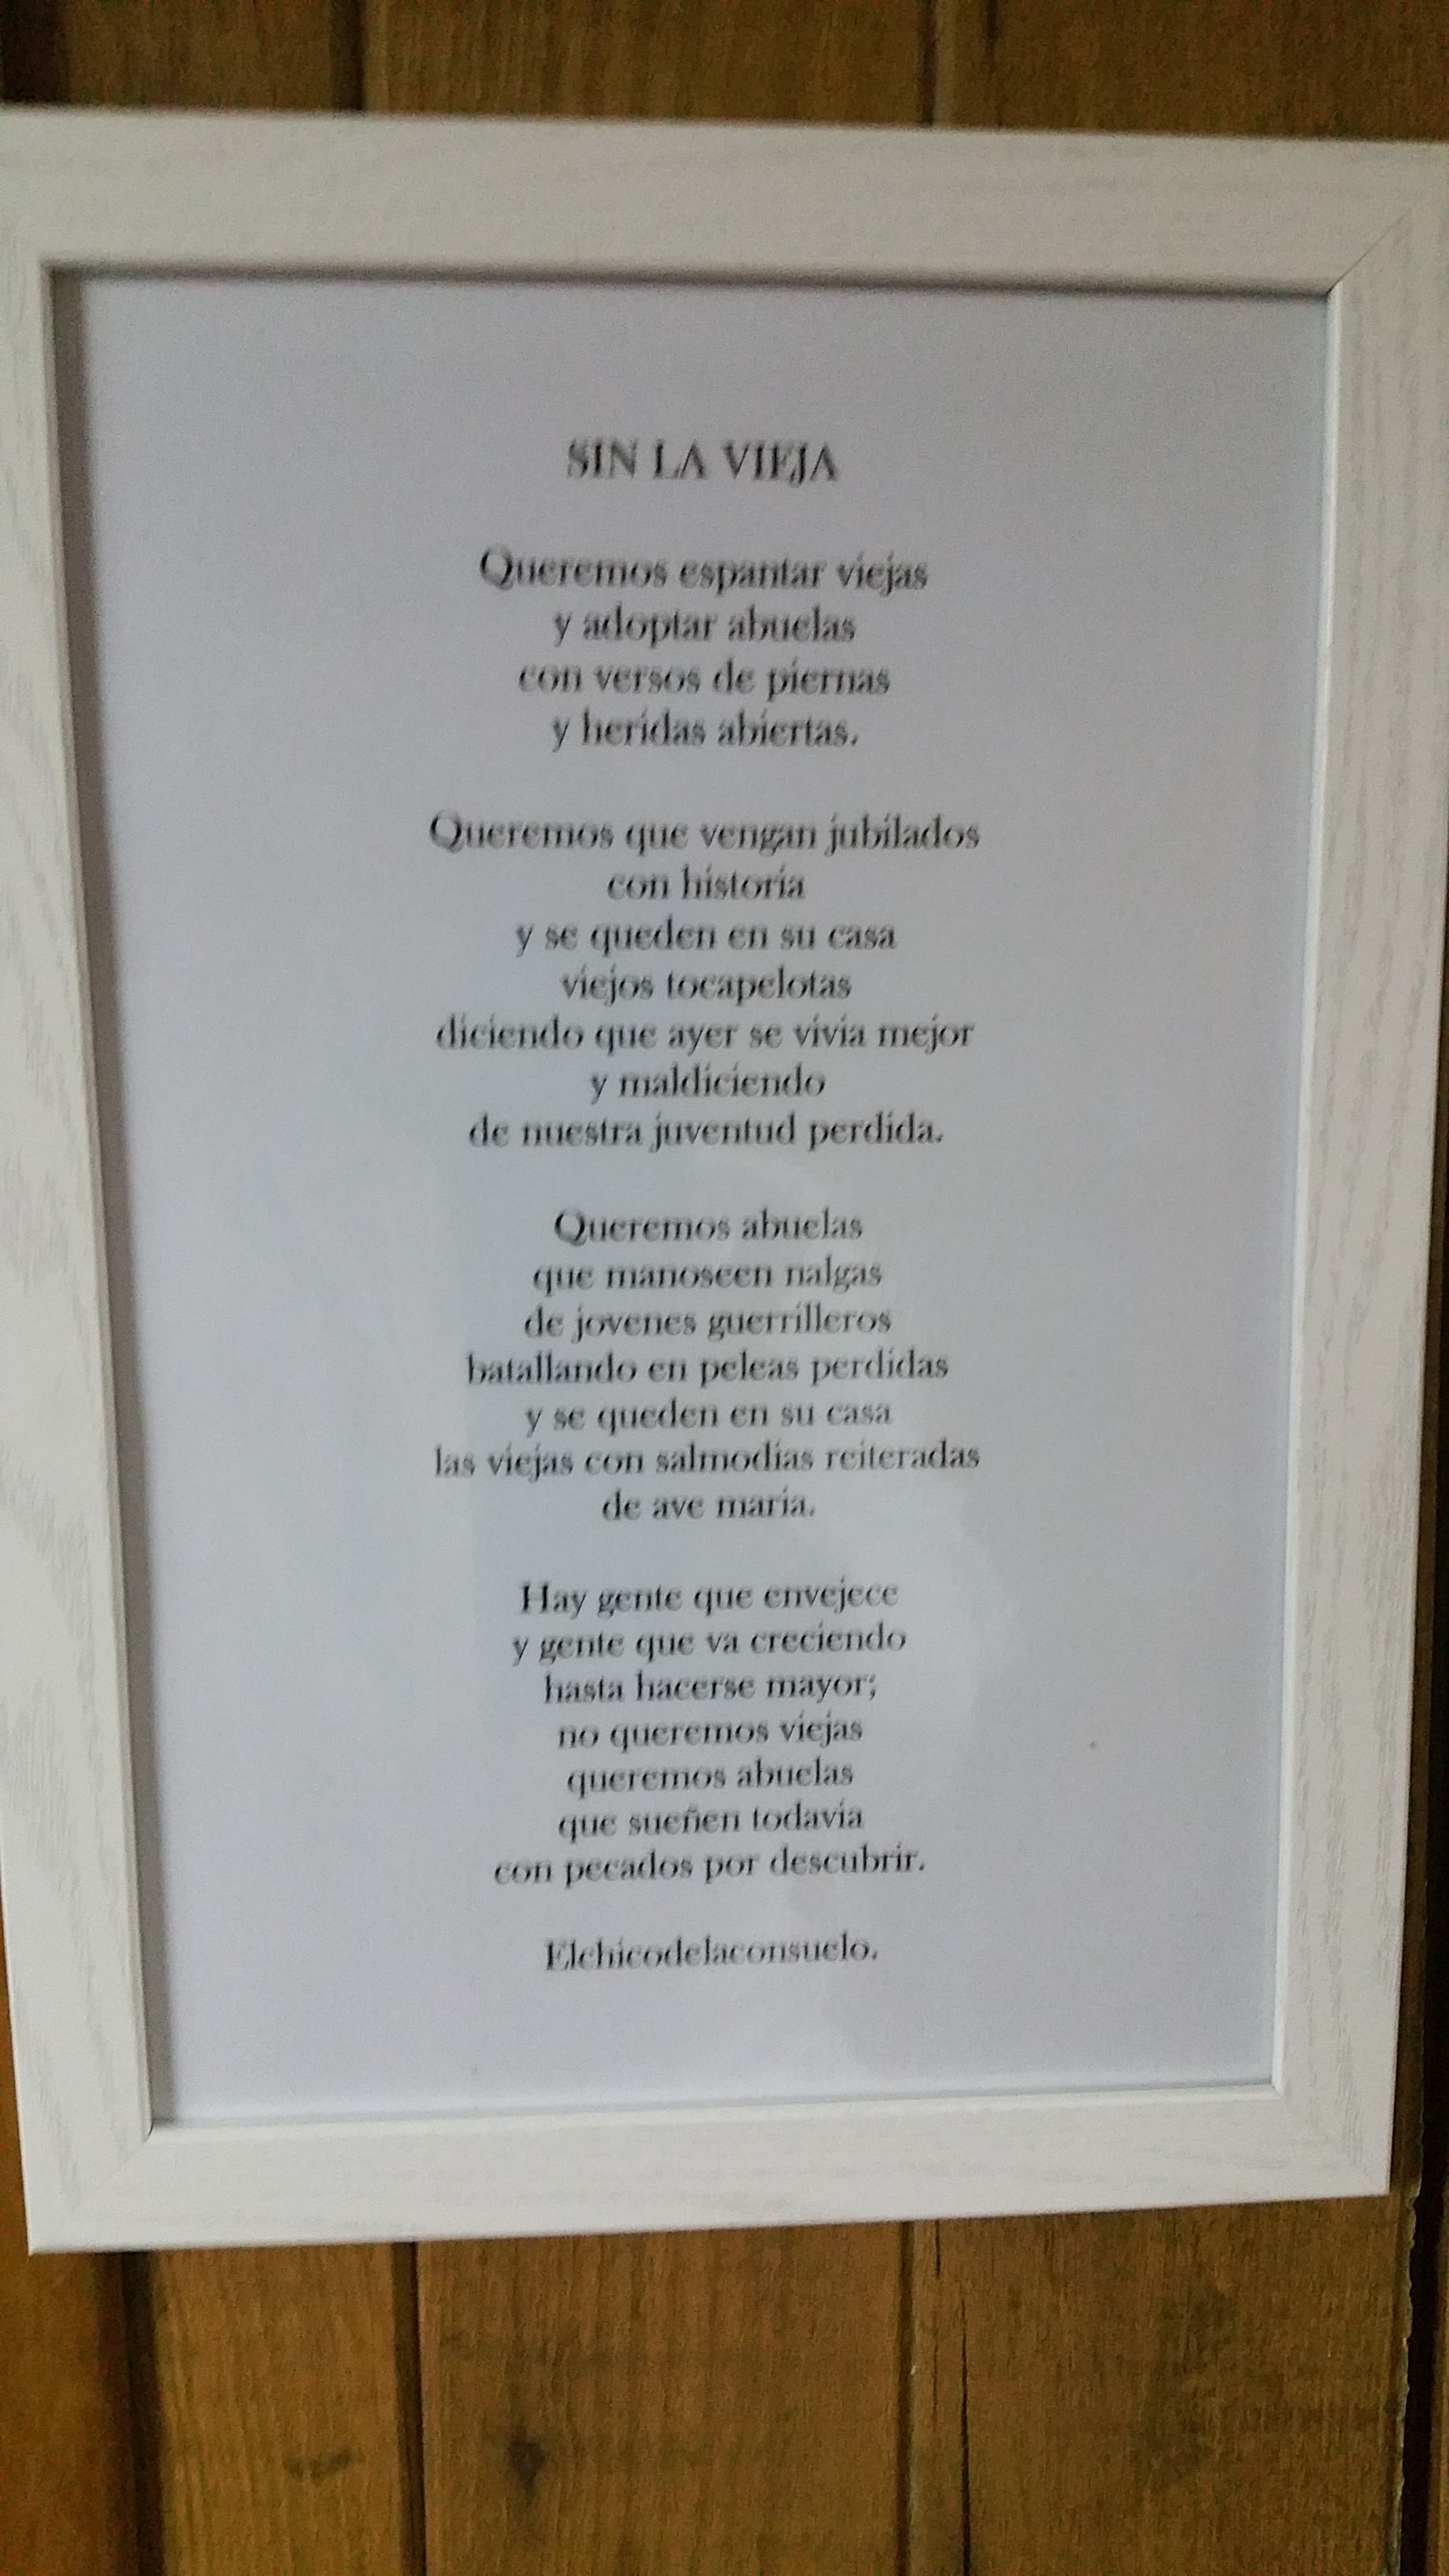 SIN LA VIEJA
Queremos espantar viejas
y adoptar abuelas
con versos de piernas
y heridas abiertas.
Queremos que vengan jubilados
con historia
y se queden en su casa
viejos tocapelotas
diciendo que ayer se vivia mejor
y maldiciendo
de nuestra juventud perdida.
Queremos abuelas
que manoseen nalgas
de jovenes guerrilleros
batallando en peleas perdidas
y se queden en su casa
las viejas con salmodias reiteradas
de ave maria.
Hay gente que envejece
y gente que va creciendo
hasta hacerse mayor;
no queremos viejas
queremos abuelas
que sueñen todavia
con pecados por descubrir.
Elchicodelaconsuelo.